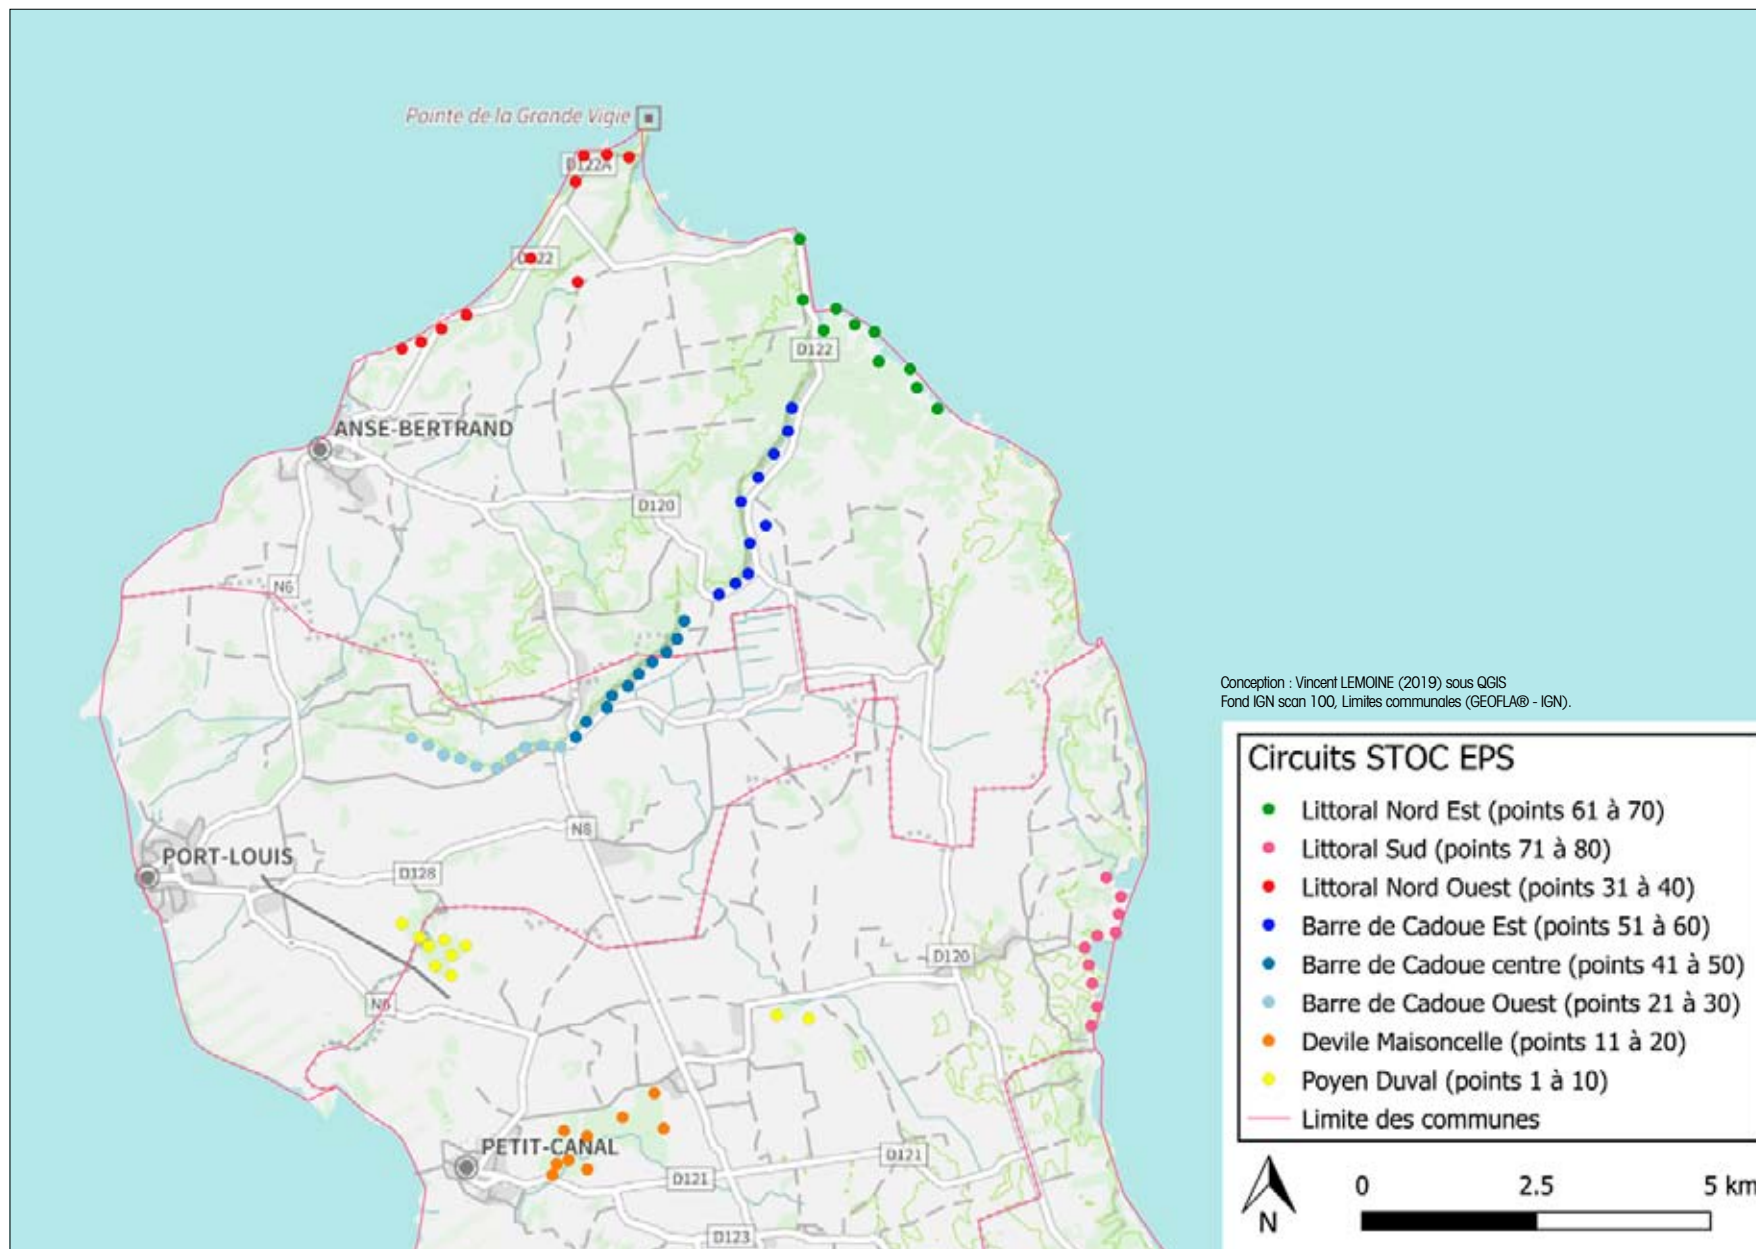 Pointe de la Grande Vigie
D122A
D122
D122
ANSE-BERTRAND
D120
N6
Conception : Vincent LEMOINE (2019) sous QGIS
Fond IGN scan 100, Limites communales (GEOFLA® - IGN).
Circuits STOC EPS
Littoral Nord Est (points 61 à 70)
Littoral Sud (points 71 à 80)
Littoral Nord Ouest (points 31 à 40)
Barre de Cadoue Est (points 51 à 60)
Barre de Cadoue centre (points 41 à 50)
Barre de Cadoue Ouest (points 21 à 30)
Devile Maisoncelle (points 11 à 20)
Poyen Duval (points 1 à 10)
Limite des communes
N8
PORT-LOUIS
D128
D120
N6
PETIT-CANAL
D121
D121
D123
N
0 2.5 5 km